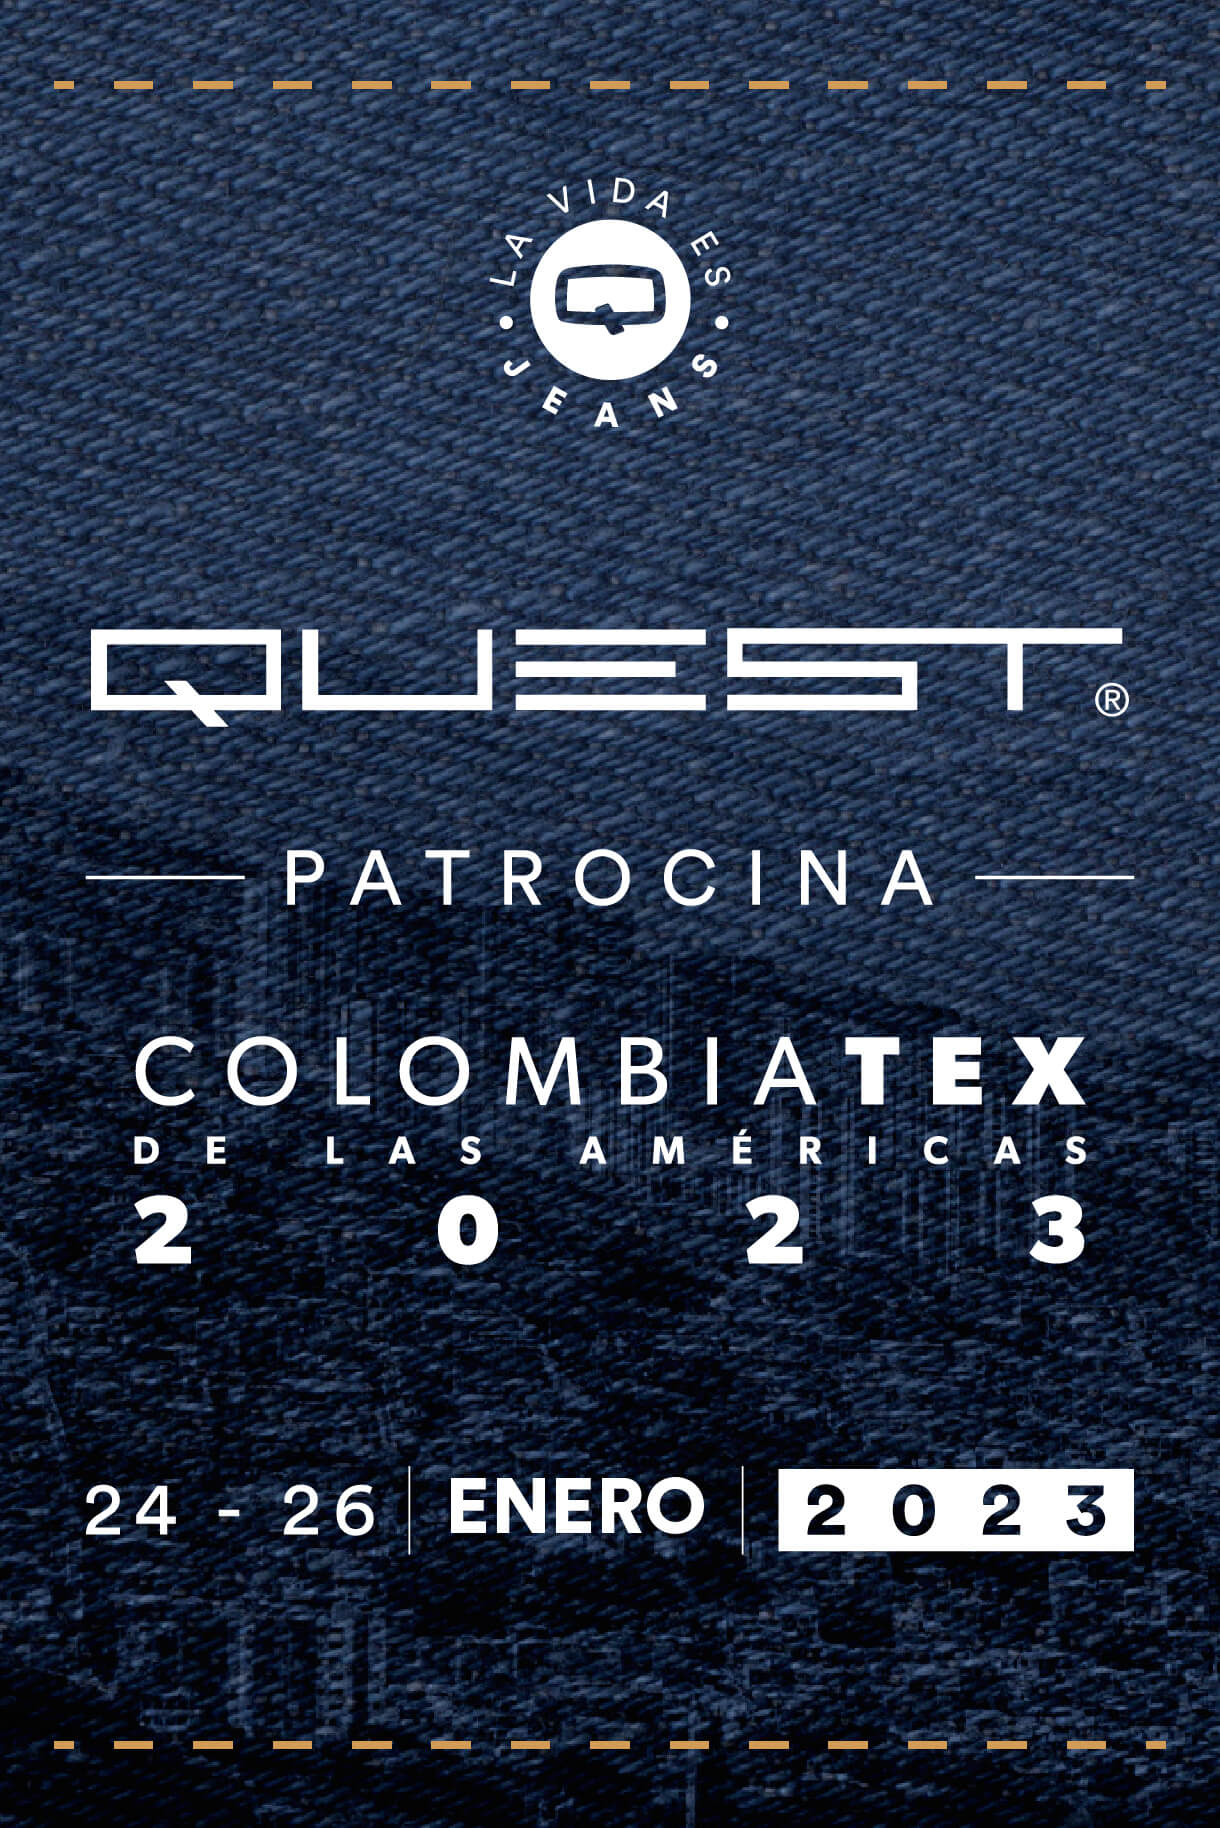 LA VIDA ES
• JEANS •
QUEST®
PATROCINA
COLOMBIATEX
DE LAS AMÉRICAS
2023
24 - 26 | ENERO | 2023